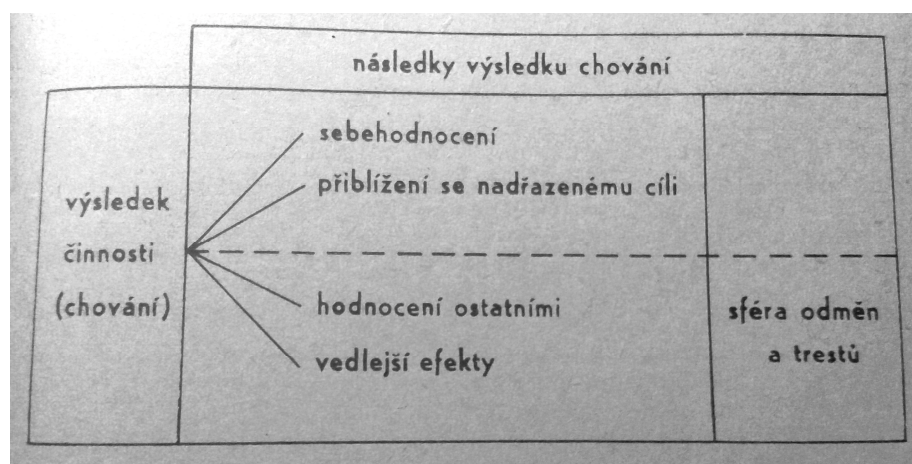 následky výsledku chování
sebehodnocení
přiblížení se nadřazenému cíli
výsledek
činnosti
(chování)
hodnocení ostatními
vedlejší efekty
sféra odměn
a trestů